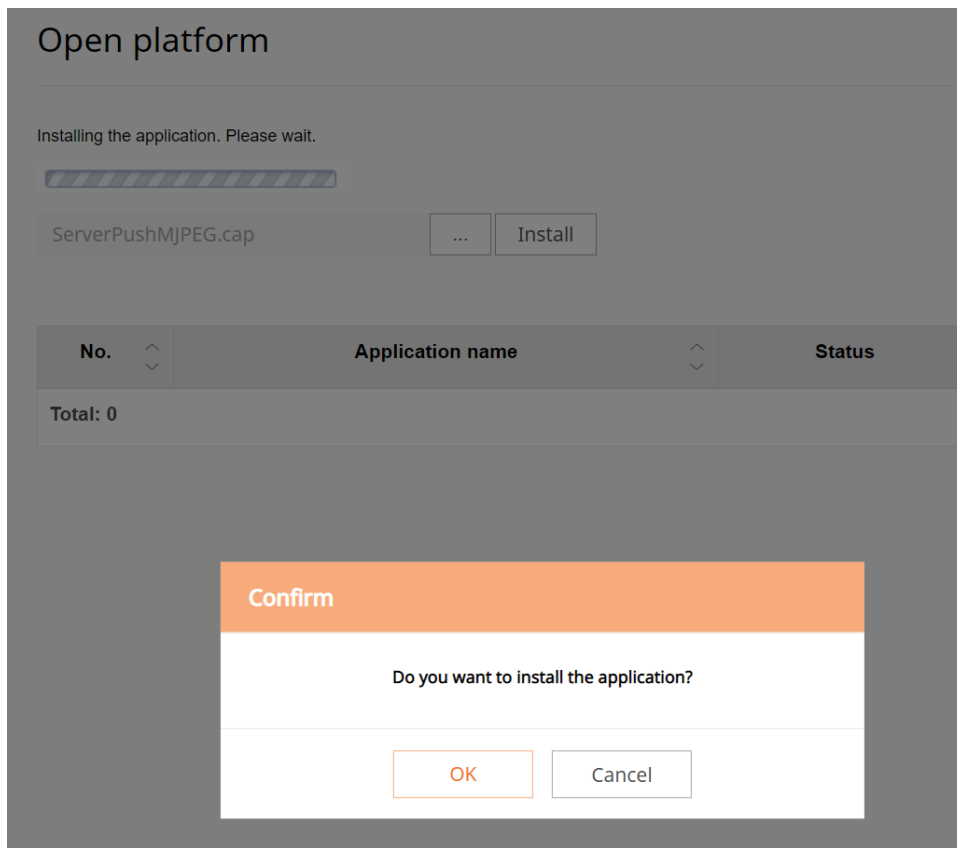 Open platform
Installing the application. Please wait.
ServerPushMJPEG.cap ... Install
No. Application name Status
Total: 0
Confirm
Do you want to install the application?
OK Cancel